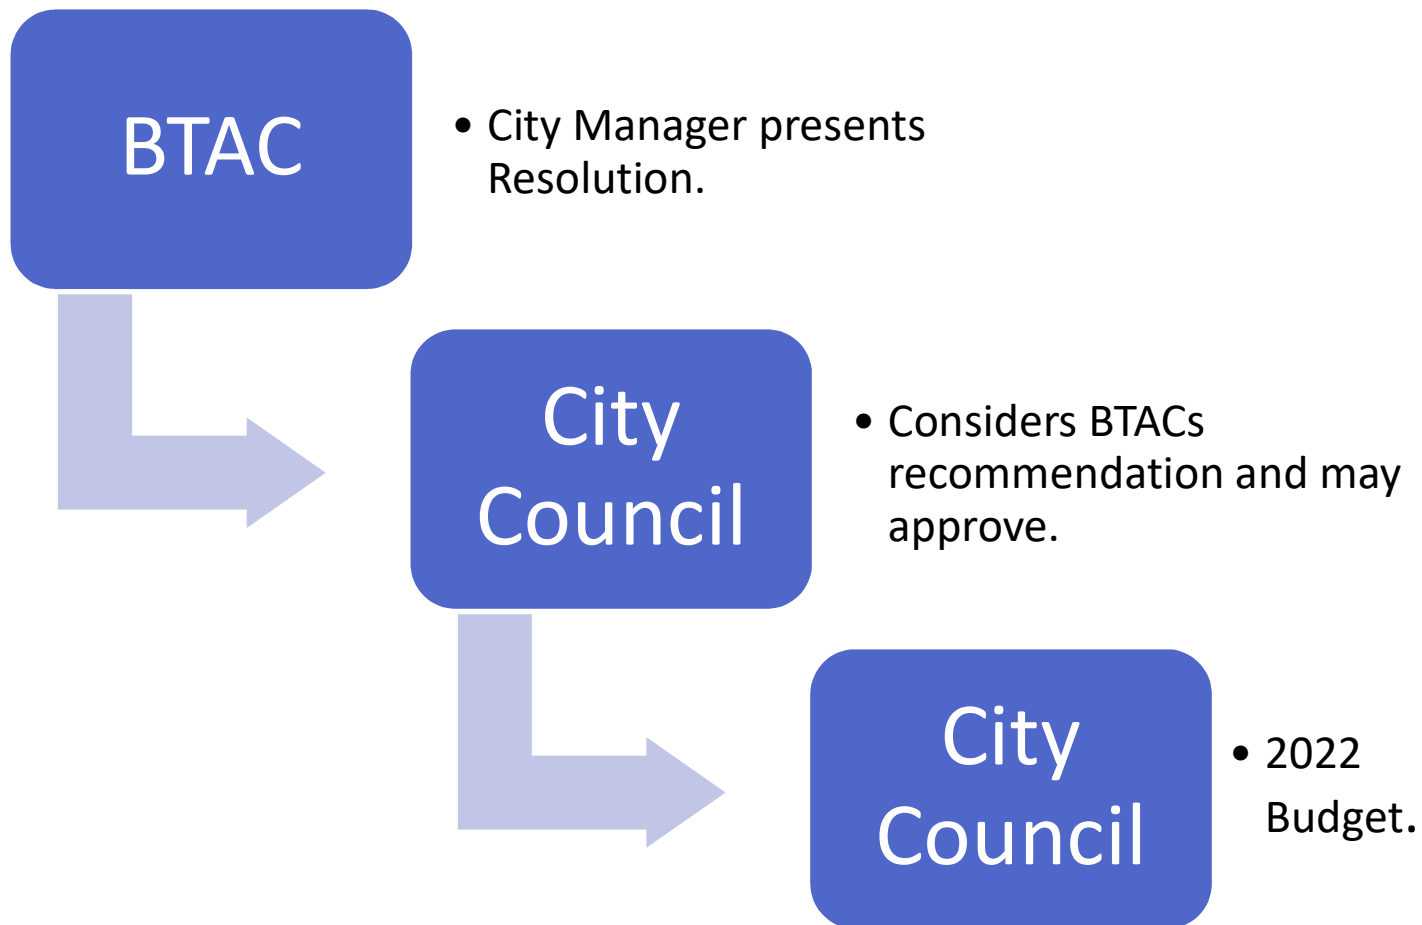 BTAC
• City Manager presents
Resolution.
City
Council
• Considers BTACs
recommendation and may
approve.
City
Council
• 2022
Budget.